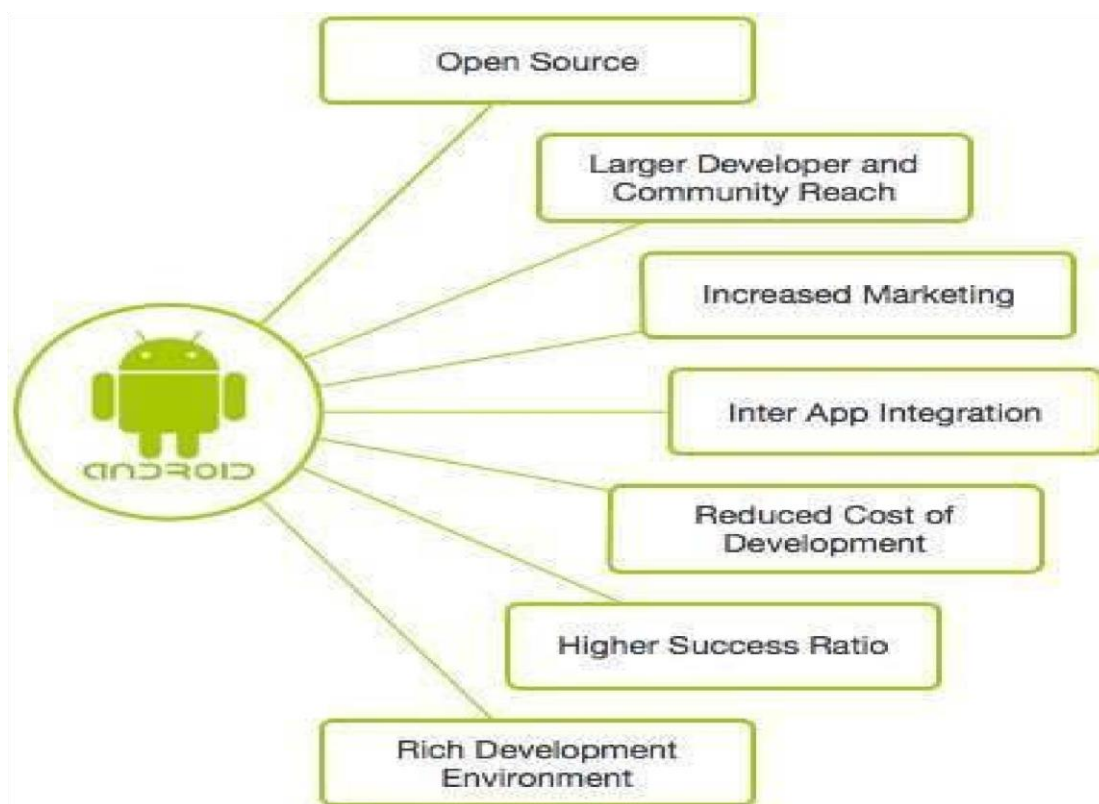 Open Source
Larger Developer and
Community Reach
Increased Marketing
ANDROID
Inter App Integration
Reduced Cost of
Development
Higher Success Ratio
Rich Development
Environment